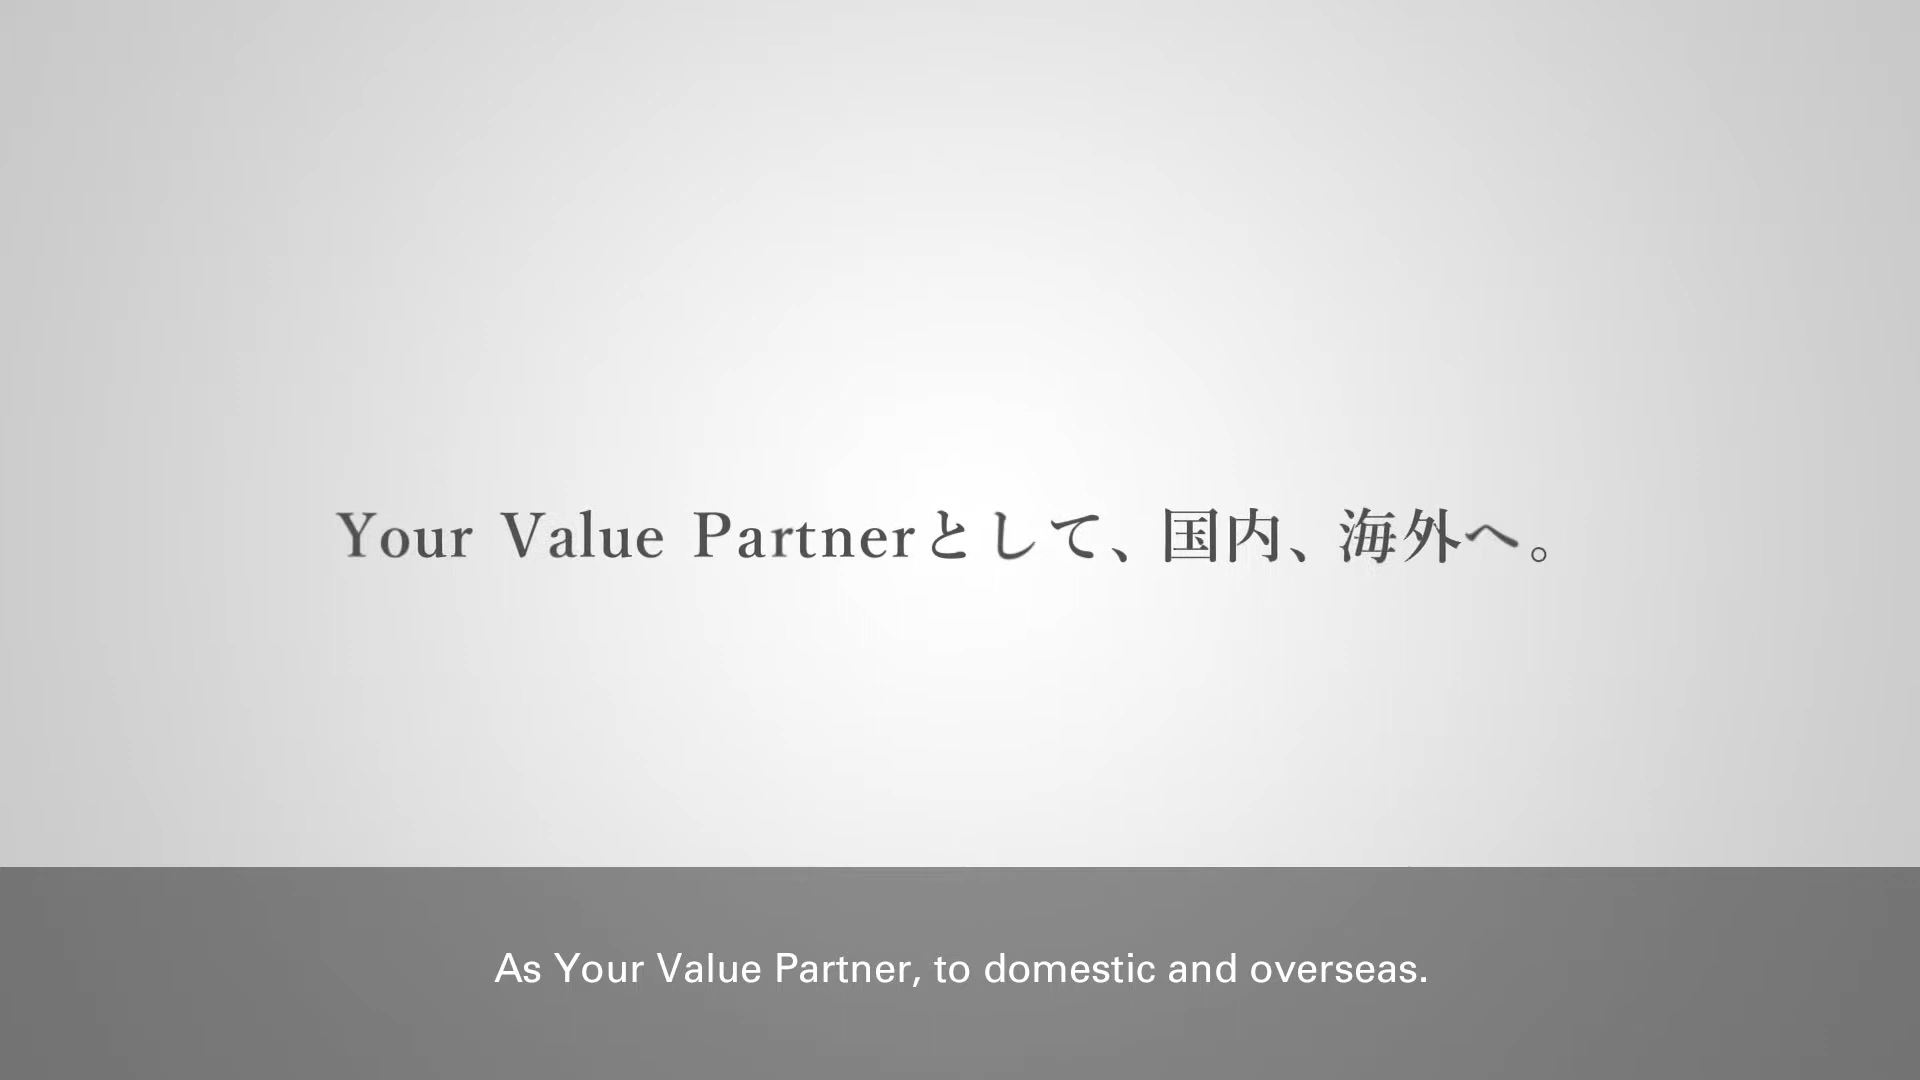 Your Value Partnerとして、国内、海外へ。
As Your Value Partner, to domestic and overseas.